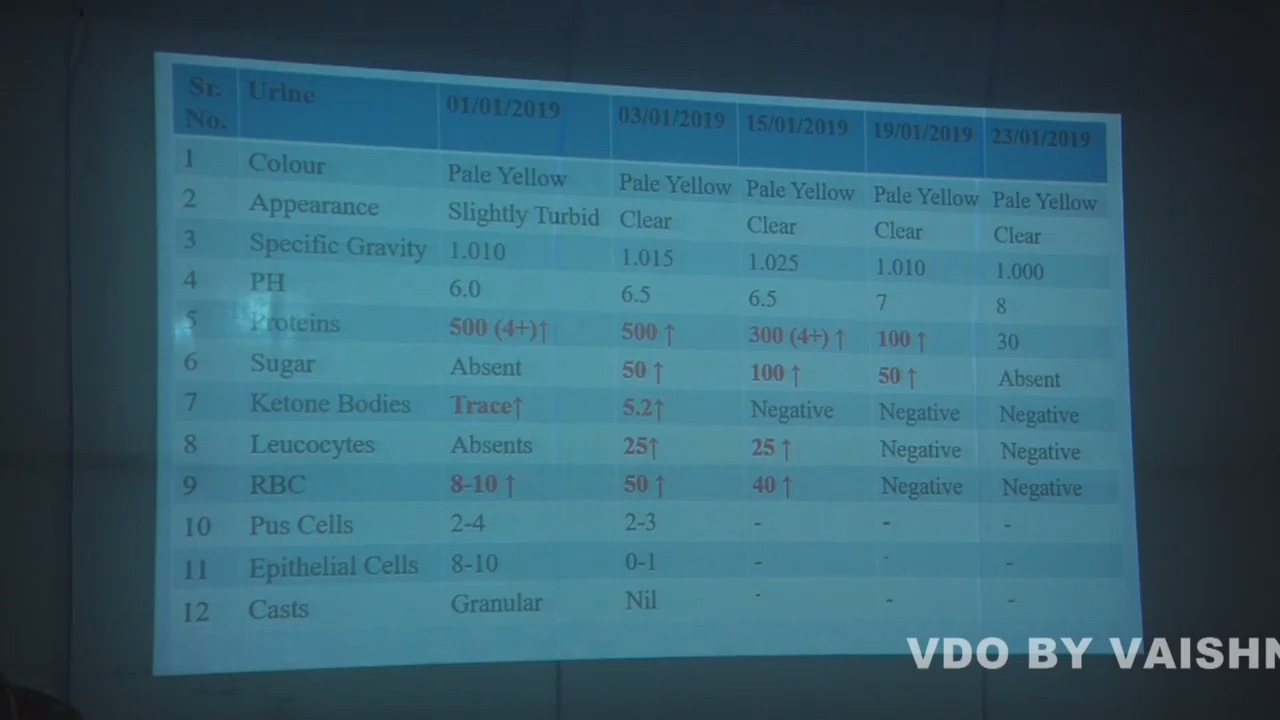 Sr. No. Urine 01/01/2019 03/01/2019 15/01/2019 19/01/2019 23/01/2019
1 Colour Pale Yellow Pale Yellow Pale Yellow Pale Yellow Pale Yellow
2 Appearance Slightly Turbid Clear Clear Clear Clear
3 Specific Gravity 1.010 1.015 1.025 1.010 1.000
4 PH 6.0 6.5 6.5 7 8
5 Proteins 500 (4+)↑ 500 ↑ 300 (4+) ↑ 100 ↑ 30
6 Sugar Absent 50 ↑ 100 ↑ 50 ↑ Absent
7 Ketone Bodies Trace↑ 5.2↑ Negative Negative Negative
8 Leucocytes Absents 25↑ 25 ↑ Negative Negative
9 RBC 8-10 ↑ 50 ↑ 40 ↑ Negative Negative
10 Pus Cells 2-4 2-3 - - -
11 Epithelial Cells 8-10 0-1 - - -
12 Casts Granular Nil - - -
VDO BY VAISHN